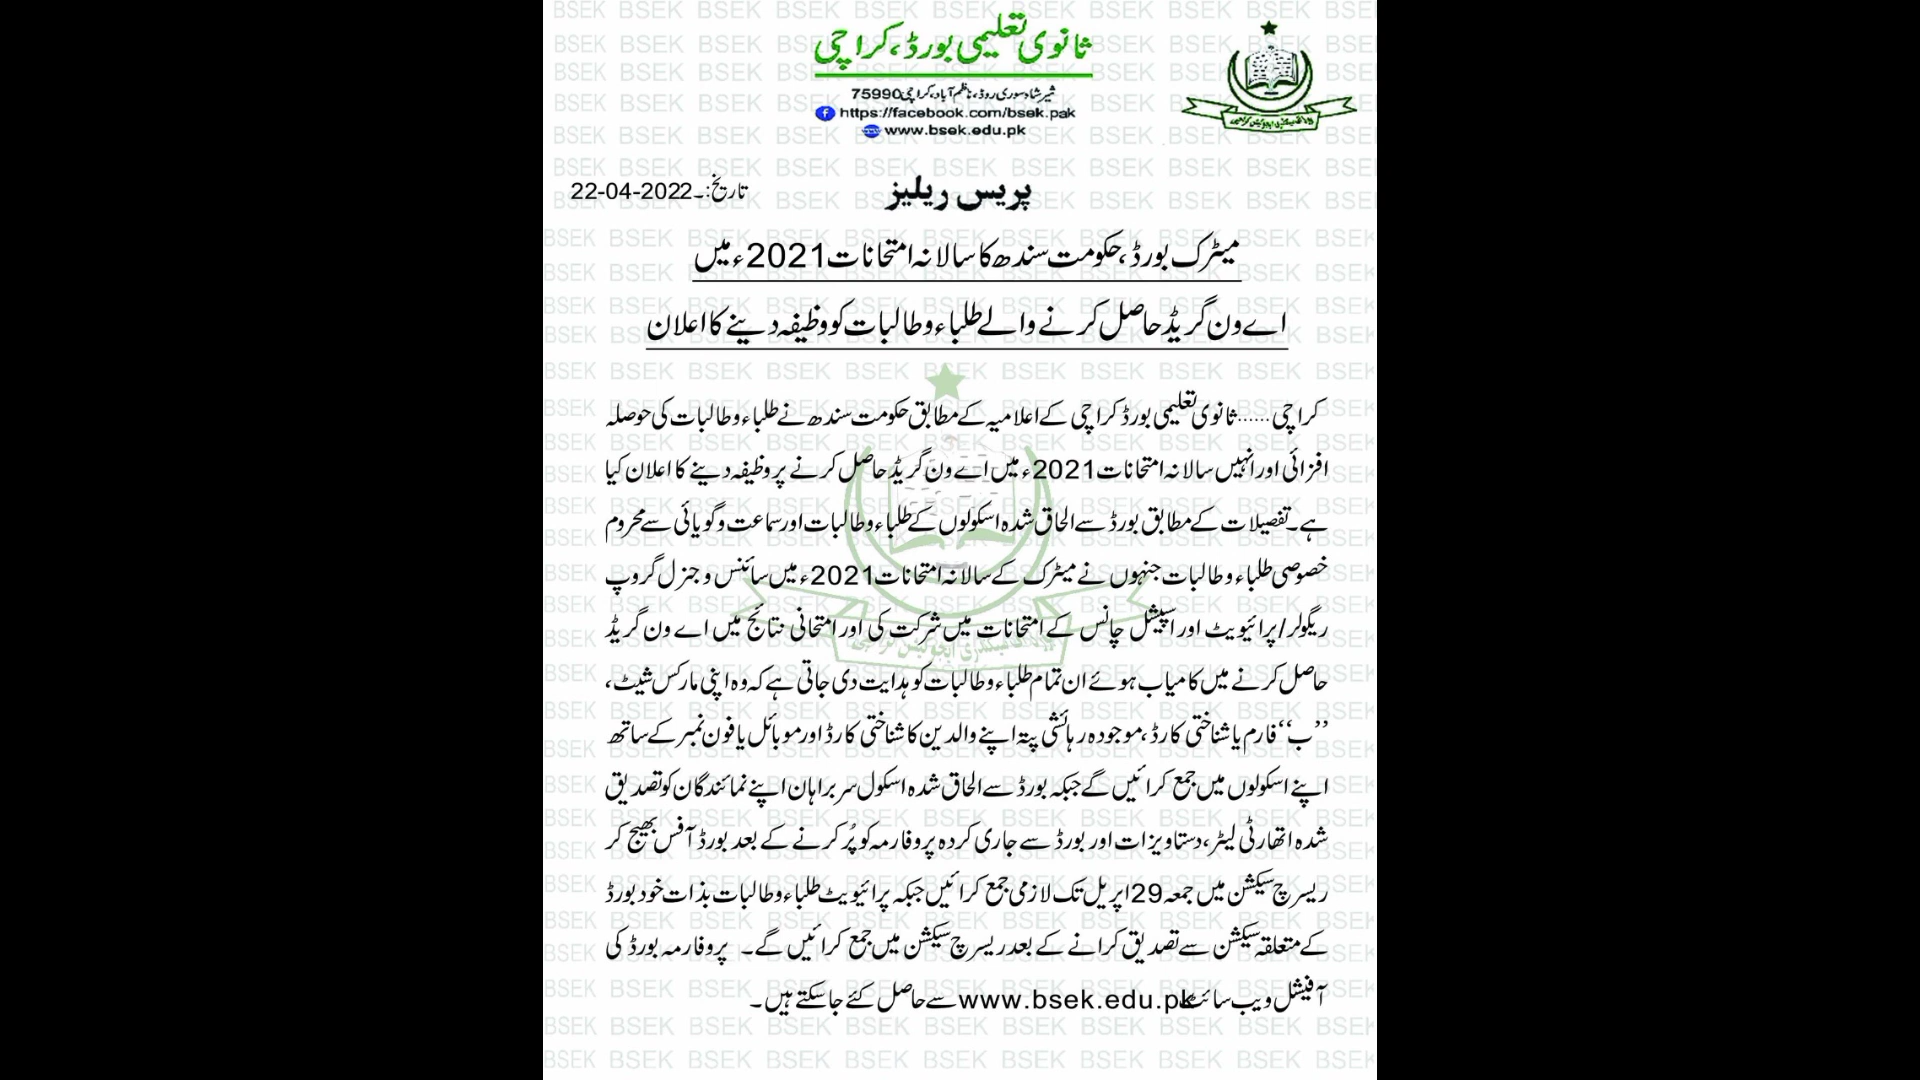 ثانوی تعلیمی بورڈ، کراچی
شیر شاہ سوری روڈ، ناظم آباد، کراچی 75990
https://facebook.com/bsek.pak
www.bsek.edu.pk
پریس ریلیز
تاریخ:۔ 22-04-2022
میٹرک بورڈ، حکومت سندھ کا سالانہ امتحانات 2021ء میں
اے ون گریڈ حاصل کرنے والے طلباء و طالبات کو وظیفہ دینے کا اعلان
کراچی......ثانوی تعلیمی بورڈ کراچی کے اعلامیہ کے مطابق حکومت سندھ نے طلباء و طالبات کی حوصلہ
افزائی اور انہیں سالانہ امتحانات 2021ء میں اے ون گریڈ حاصل کرنے پر وظیفہ دینے کا اعلان کیا
ہے۔ تفصیلات کے مطابق بورڈ سے الحاق شدہ اسکولوں کے طلباء و طالبات اور سماعت و گویائی سے محروم
خصوصی طلباء و طالبات جنہوں نے میٹرک کے سالانہ امتحانات 2021ء میں سائنس و جنرل گروپ
ریگولر/پرائیویٹ اور اسپیشل چانس کے امتحانات میں شرکت کی اور امتحانی نتائج میں اے ون گریڈ
حاصل کرنے میں کامیاب ہوئے ان تمام طلباء و طالبات کو ہدایت دی جاتی ہے کہ وہ اپنی مارکس شیٹ،
’’ب‘‘ فارم یا شناختی کارڈ، موجودہ رہائشی پتہ اپنے والدین کا شناختی کارڈ اور موبائل یا فون نمبر کے ساتھ
اپنے اسکولوں میں جمع کرائیں گے جبکہ بورڈ سے الحاق شدہ اسکول سربراہان اپنے نمائندگان کو تصدیق
شدہ اتھارٹی لیٹر، دستاویزات اور بورڈ سے جاری کردہ پروفارمہ کو پُر کرنے کے بعد بورڈ آفس بھیج کر
ریسرچ سیکشن میں جمعہ 29 اپریل تک لازمی جمع کرائیں جبکہ پرائیویٹ طلباء و طالبات بذات خود بورڈ
کے متعلقہ سیکشن سے تصدیق کرانے کے بعد ریسرچ سیکشن میں جمع کرائیں گے۔ پروفارمہ بورڈ کی
آفیشل ویب سائٹ www.bsek.edu.pk سے حاصل کئے جاسکتے ہیں۔